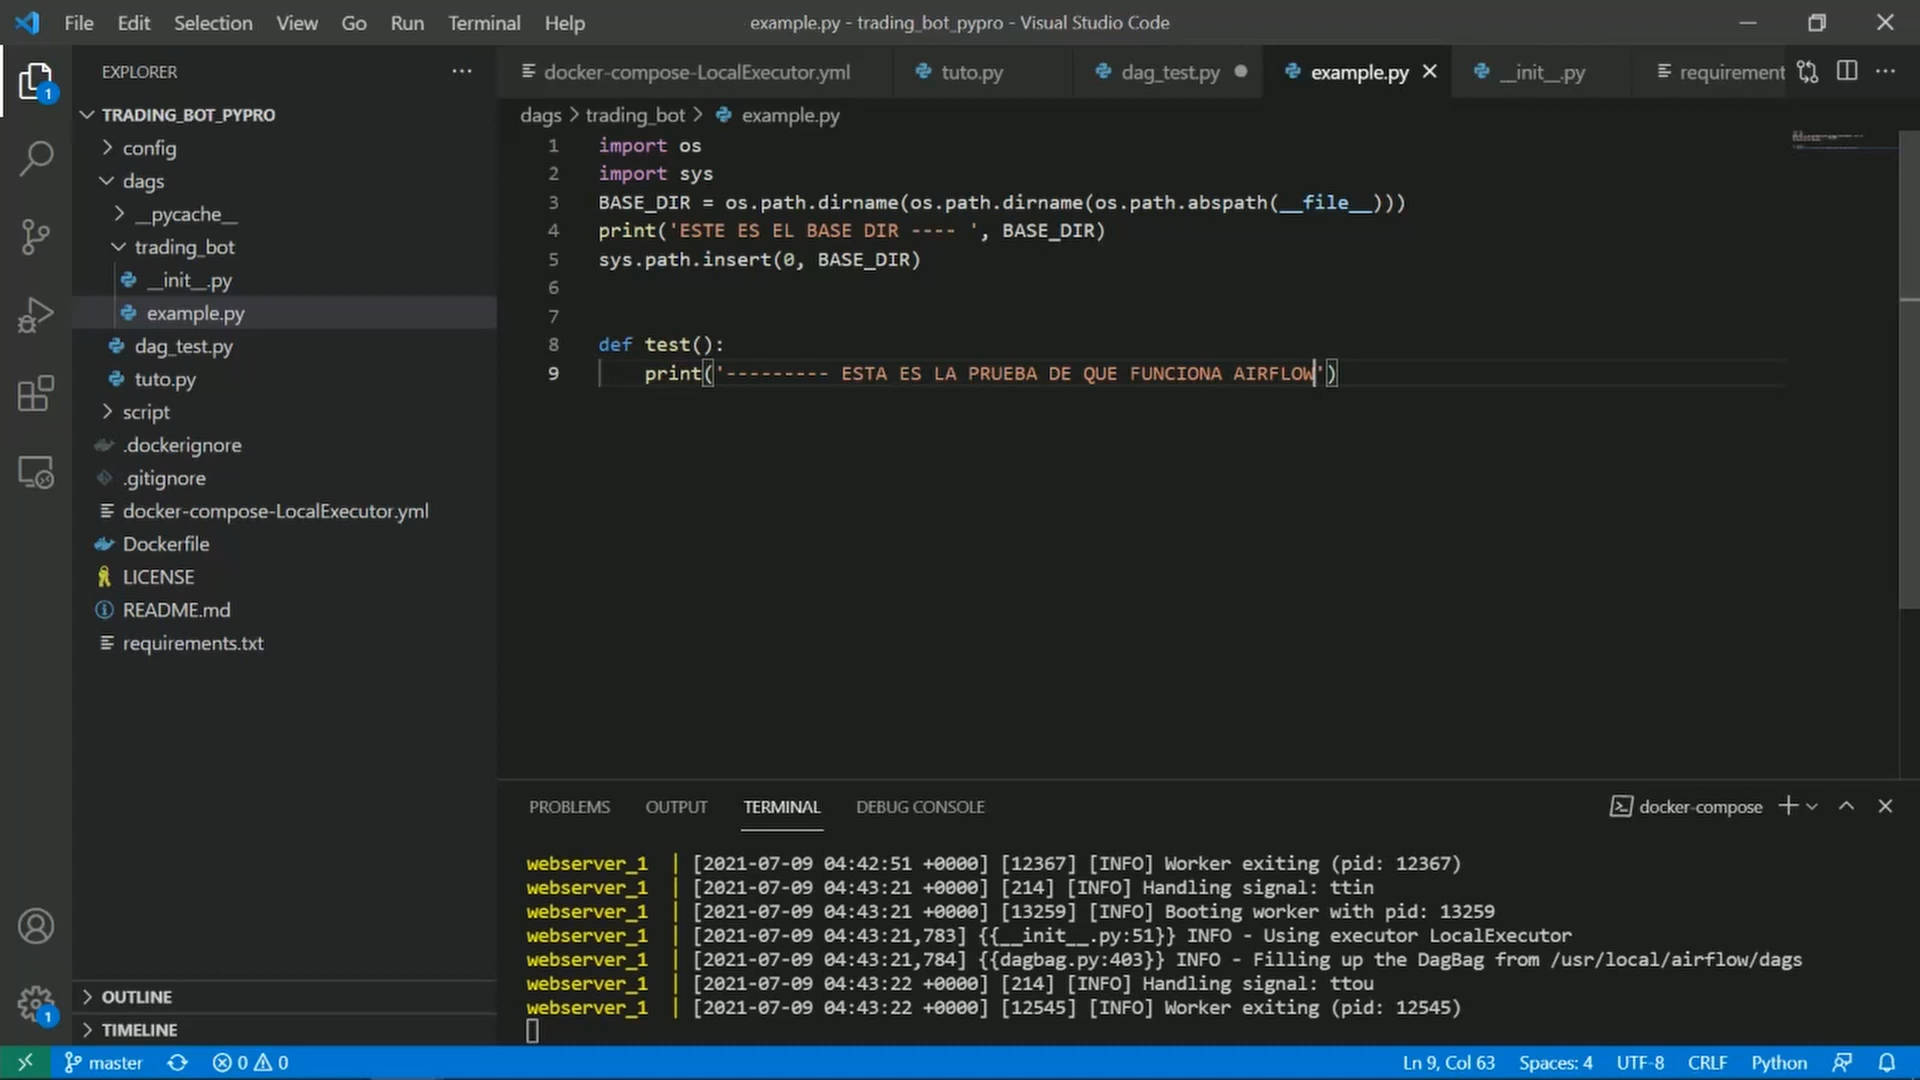 File Edit Selection View Go Run Terminal Help
example.py - trading_bot_pypro - Visual Studio Code
EXPLORER
TRADING_BOT_PYPRO
config
dags
__pycache__
trading_bot
__init__.py
example.py
dag_test.py
tuto.py
script
.dockerignore
.gitignore
docker-compose-LocalExecutor.yml
Dockerfile
LICENSE
README.md
requirements.txt
OUTLINE
TIMELINE
1
1
docker-compose-LocalExecutor.yml tuto.py dag_test.py example.py __init__.py requirement
dags > trading_bot > example.py
1 import os
2 import sys
3 BASE_DIR = os.path.dirname(os.path.dirname(os.path.abspath(__file__)))
4 print('ESTE ES EL BASE DIR ---- ', BASE_DIR)
5 sys.path.insert(0, BASE_DIR)
6
7
8 def test():
9 print('--------- ESTA ES LA PRUEBA DE QUE FUNCIONA AIRFLOW')
PROBLEMS OUTPUT TERMINAL DEBUG CONSOLE
docker-compose
webserver_1 | [2021-07-09 04:42:51 +0000] [12367] [INFO] Worker exiting (pid: 12367)
webserver_1 | [2021-07-09 04:43:21 +0000] [214] [INFO] Handling signal: ttin
webserver_1 | [2021-07-09 04:43:21 +0000] [13259] [INFO] Booting worker with pid: 13259
webserver_1 | [2021-07-09 04:43:21,783] {{__init__.py:51}} INFO - Using executor LocalExecutor
webserver_1 | [2021-07-09 04:43:21,784] {{dagbag.py:403}} INFO - Filling up the DagBag from /usr/local/airflow/dags
webserver_1 | [2021-07-09 04:43:22 +0000] [214] [INFO] Handling signal: ttou
webserver_1 | [2021-07-09 04:43:22 +0000] [12545] [INFO] Worker exiting (pid: 12545)
master 0 0
Ln 9, Col 63 Spaces: 4 UTF-8 CRLF Python